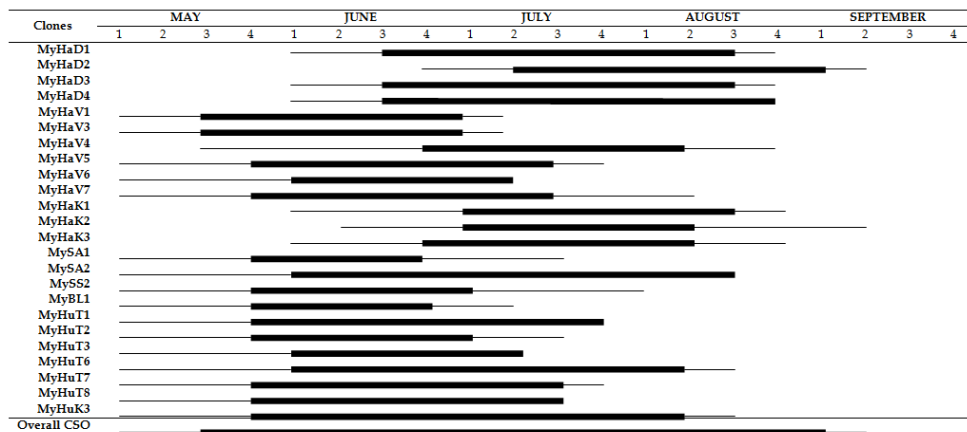 Clones MAY JUNE JULY AUGUST SEPTEMBER
1 2 3 4 1 2 3 4 1 2 3 4 1 2 3 4 1 2 3 4
MyHaD1
MyHaD2
MyHaD3
MyHaD4
MyHaV1
MyHaV3
MyHaV4
MyHaV5
MyHaV6
MyHaV7
MyHaK1
MyHaK2
MyHaK3
MySA1
MySA2
MySS2
MyBL1
MyHuT1
MyHuT2
MyHuT3
MyHuT6
MyHuT7
MyHuT8
MyHuK3
Overall CSO